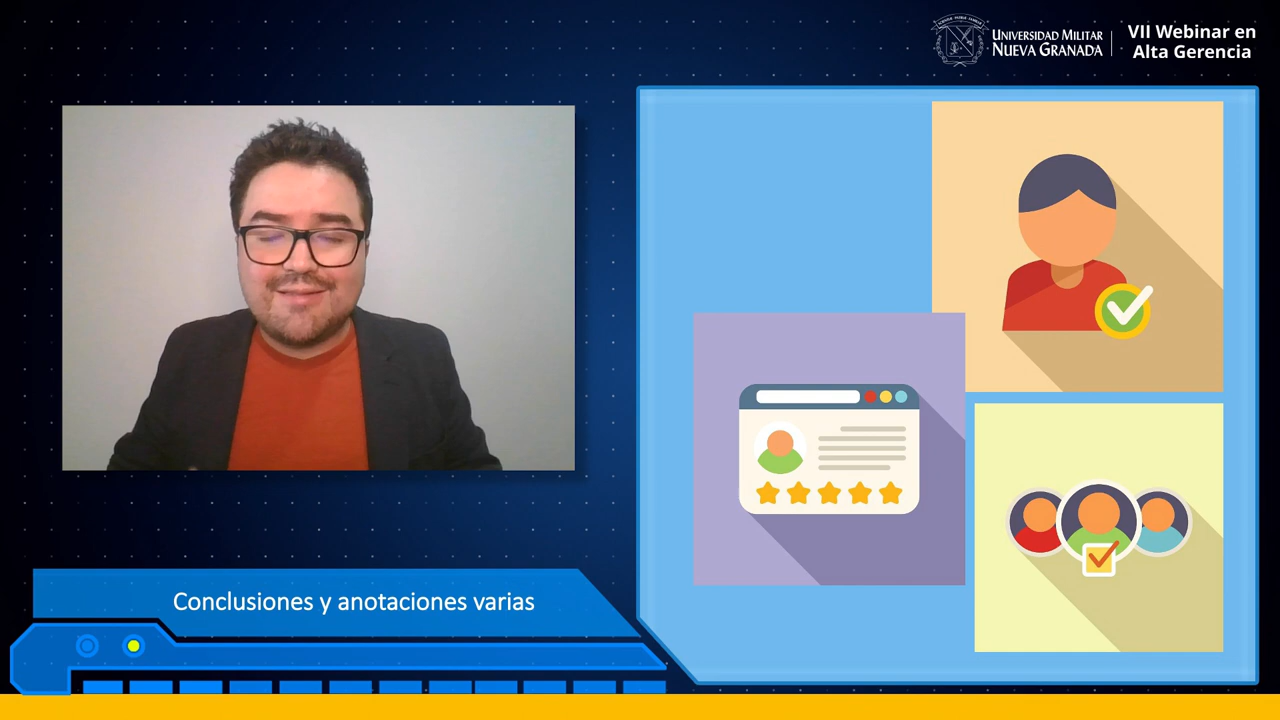 UNIVERSIDAD MILITAR
NUEVA GRANADA
VII Webinar en
Alta Gerencia
Conclusiones y anotaciones varias